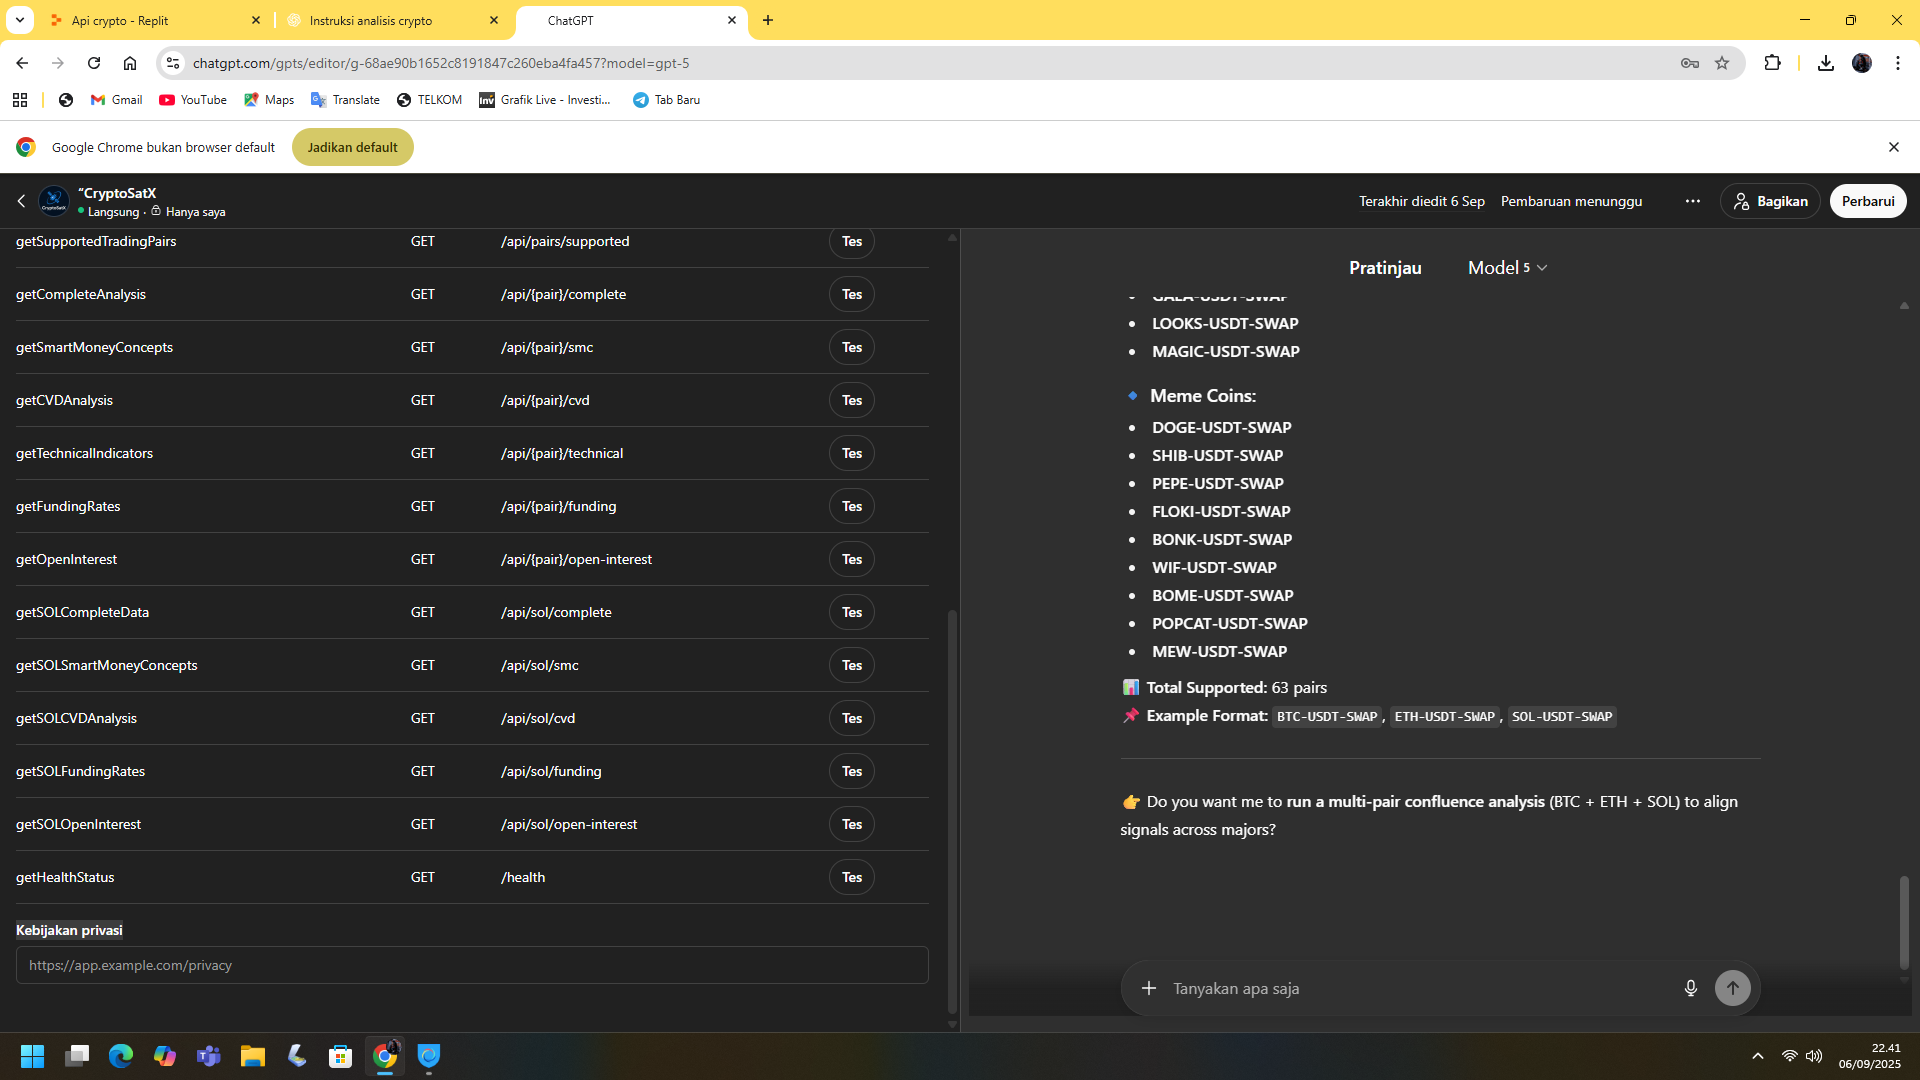 Api crypto - Replit
Instruksi analisis crypto
ChatGPT
chatgpt.com/gpts/editor/g-68ae90b1652c8191847c260eba4fa457?model=gpt-5
Gmail
YouTube
Maps
Translate
TELKOM
Inv
Grafik Live - Investi...
Tab Baru
Google Chrome bukan browser default
Jadikan default
“CryptoSatX
Langsung · Hanya saya
Terakhir diedit 6 Sep
Pembaruan menunggu
Bagikan
Perbarui
getSupportedTradingPairs GET /api/pairs/supported Tes
getCompleteAnalysis GET /api/{pair}/complete Tes
getSmartMoneyConcepts GET /api/{pair}/smc Tes
getCVDAnalysis GET /api/{pair}/cvd Tes
getTechnicalIndicators GET /api/{pair}/technical Tes
getFundingRates GET /api/{pair}/funding Tes
getOpenInterest GET /api/{pair}/open-interest Tes
getSOLCompleteData GET /api/sol/complete Tes
getSOLSmartMoneyConcepts GET /api/sol/smc Tes
getSOLCVDAnalysis GET /api/sol/cvd Tes
getSOLFundingRates GET /api/sol/funding Tes
getSOLOpenInterest GET /api/sol/open-interest Tes
getHealthStatus GET /health Tes
Kebijakan privasi
https://app.example.com/privacy
Pratinjau
Model 5
GALA-USDT-SWAP
LOOKS-USDT-SWAP
MAGIC-USDT-SWAP
Meme Coins:
DOGE-USDT-SWAP
SHIB-USDT-SWAP
PEPE-USDT-SWAP
FLOKI-USDT-SWAP
BONK-USDT-SWAP
WIF-USDT-SWAP
BOME-USDT-SWAP
POPCAT-USDT-SWAP
MEW-USDT-SWAP
Total Supported: 63 pairs
Example Format: BTC-USDT-SWAP, ETH-USDT-SWAP, SOL-USDT-SWAP
Do you want me to run a multi-pair confluence analysis (BTC + ETH + SOL) to align
signals across majors?
Tanyakan apa saja
22.41
06/09/2025